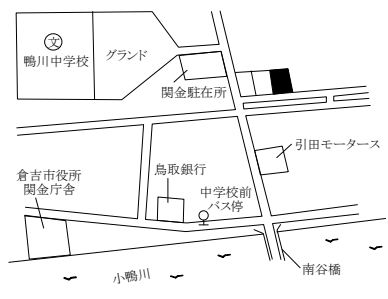 文
鴨川中学校
グランド
関金駐在所
引田モータース
鳥取銀行
倉吉市役所
関金庁舎
中学校前
バス停
小鴨川
南谷橋